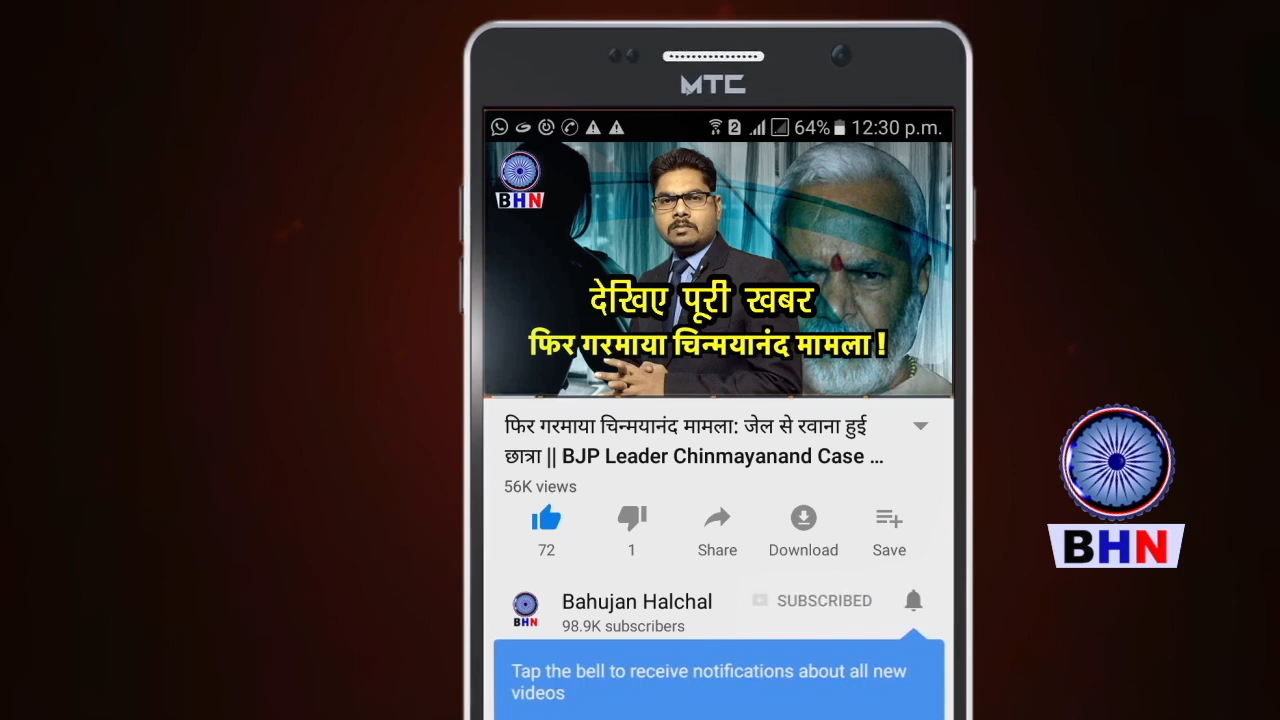 MTC
2 64% 12:30 p.m.
BHN
देखिए पूरी खबर
फिर गरमाया चिन्मयानंद मामला !
फिर गरमाया चिन्मयानंद मामला: जेल से रवाना हुई
छात्रा || BJP Leader Chinmayanand Case ...
56K views
72 1 Share Download Save
BHN
Bahujan Halchal SUBSCRIBED
BHN
98.9K subscribers
Tap the bell to receive notifications about all new
videos